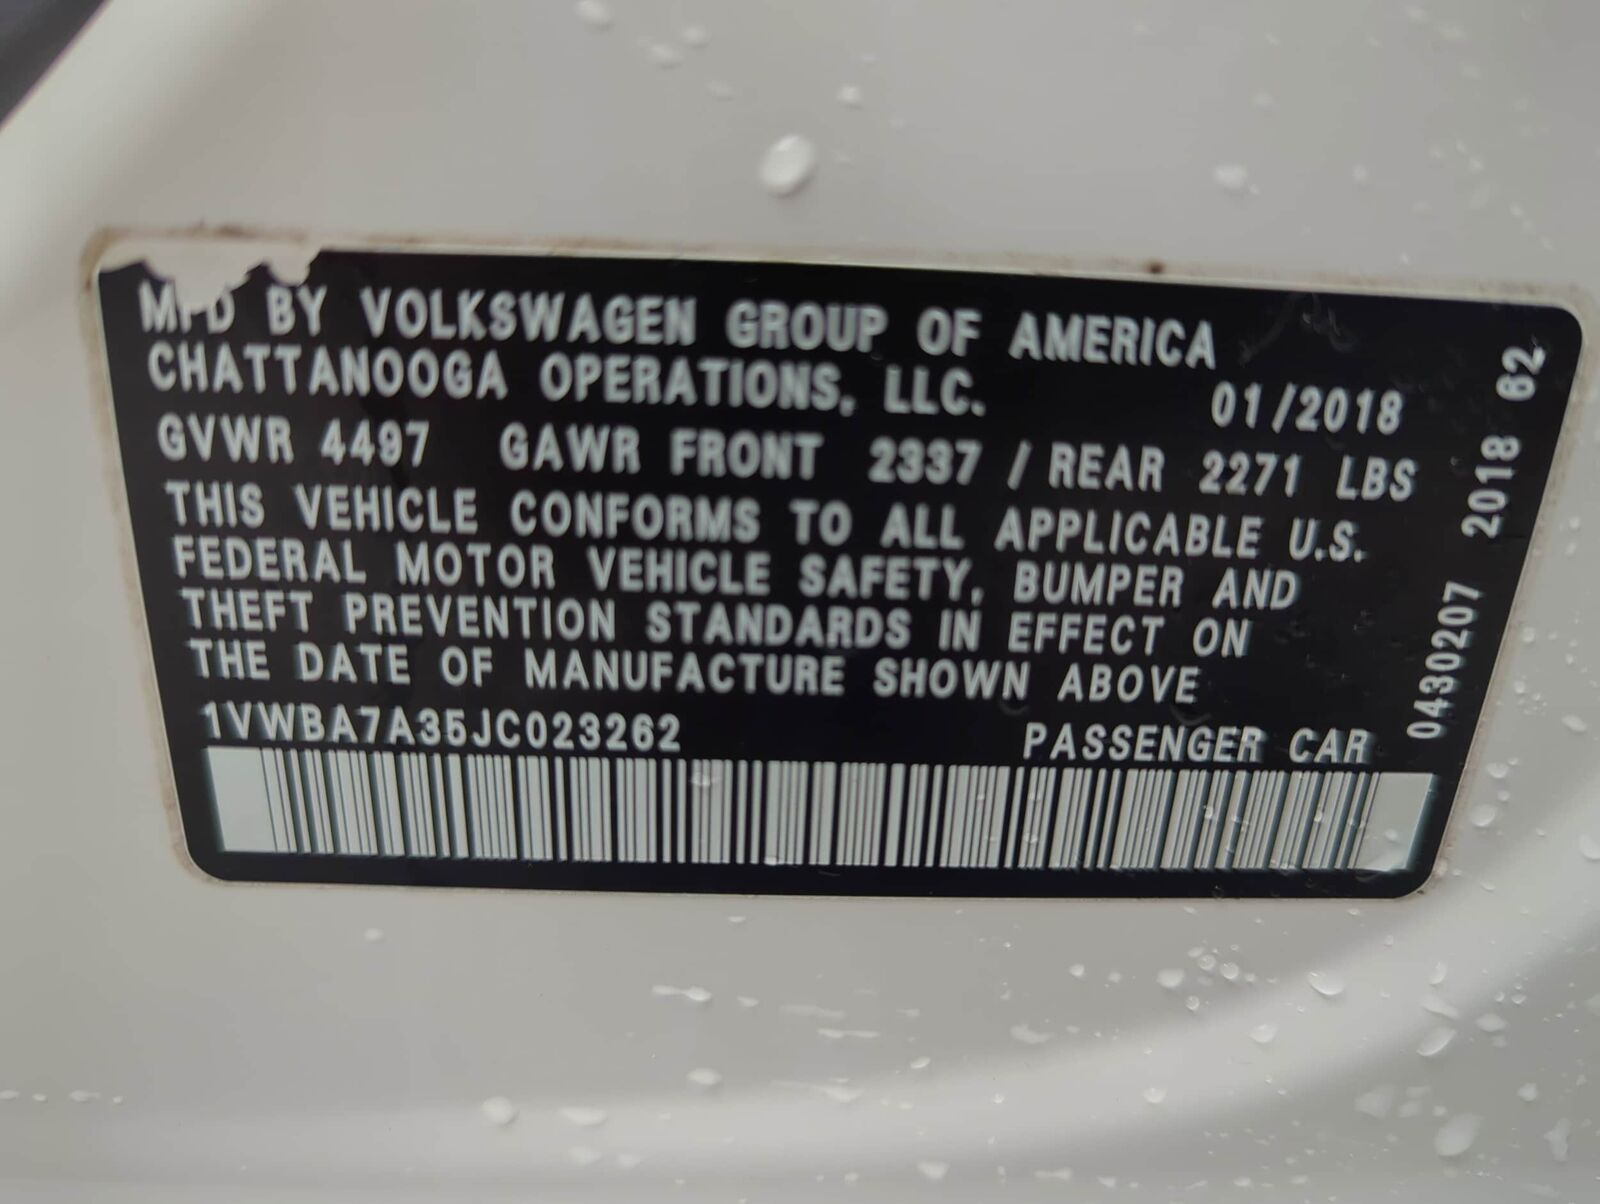 MFD BY VOLKSWAGEN GROUP OF AMERICA
CHATTANOOGA OPERATIONS, LLC. 01/2018
GVWR 4497 GAWR FRONT 2337 / REAR 2271 LBS
THIS VEHICLE CONFORMS TO ALL APPLICABLE U.S.
FEDERAL MOTOR VEHICLE SAFETY, BUMPER AND
THEFT PREVENTION STANDARDS IN EFFECT ON
THE DATE OF MANUFACTURE SHOWN ABOVE
1VWBA7A35JC023262 PASSENGER CAR
0430207 2018 62